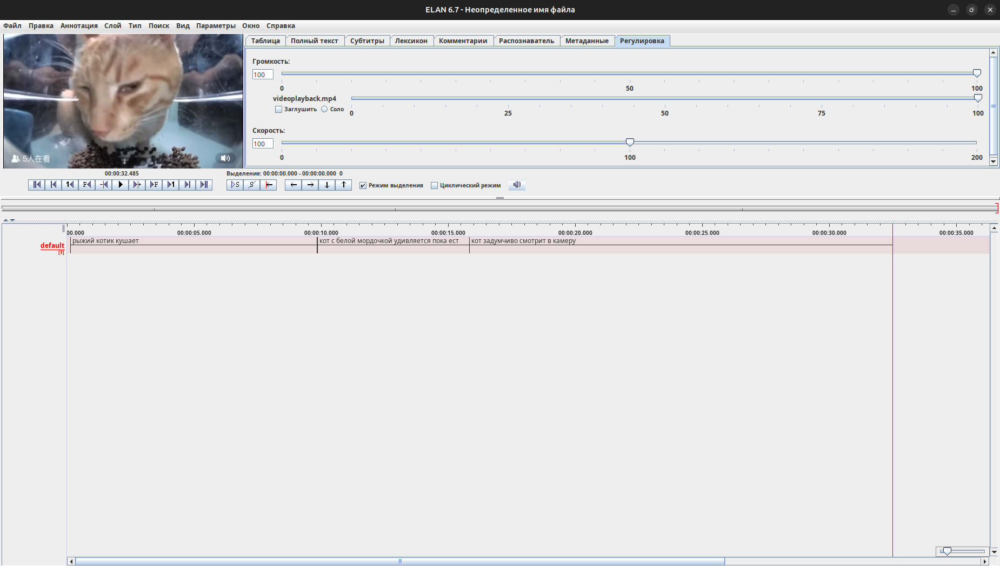 ELAN 6.7 - Неопределенное имя файла
Файл Правка Аннотация Слой Тип Поиск Вид Параметры Окно Справка
Таблица Полный текст Субтитры Лексикон Комментарии Распознаватель Метаданные Регулировка
Громкость:
100
0 50 100
videoplayback.mp4
Заглушить Соло
0 25 50 75 100
Скорость:
100
0 100 200
5人在看
00:00:32.485
Выделение: 00:00:00.000 - 00:00:00.000 0
1 F F 1 S S
Режим выделения Циклический режим
00.000 00:00:05.000 00:00:10.000 00:00:15.000 00:00:20.000 00:00:25.000 00:00:30.000 00:00:35.000
default
[3]
рыжий котик кушает
кот с белой мордочкой удивляется пока ест
кот задумчиво смотрит в камеру